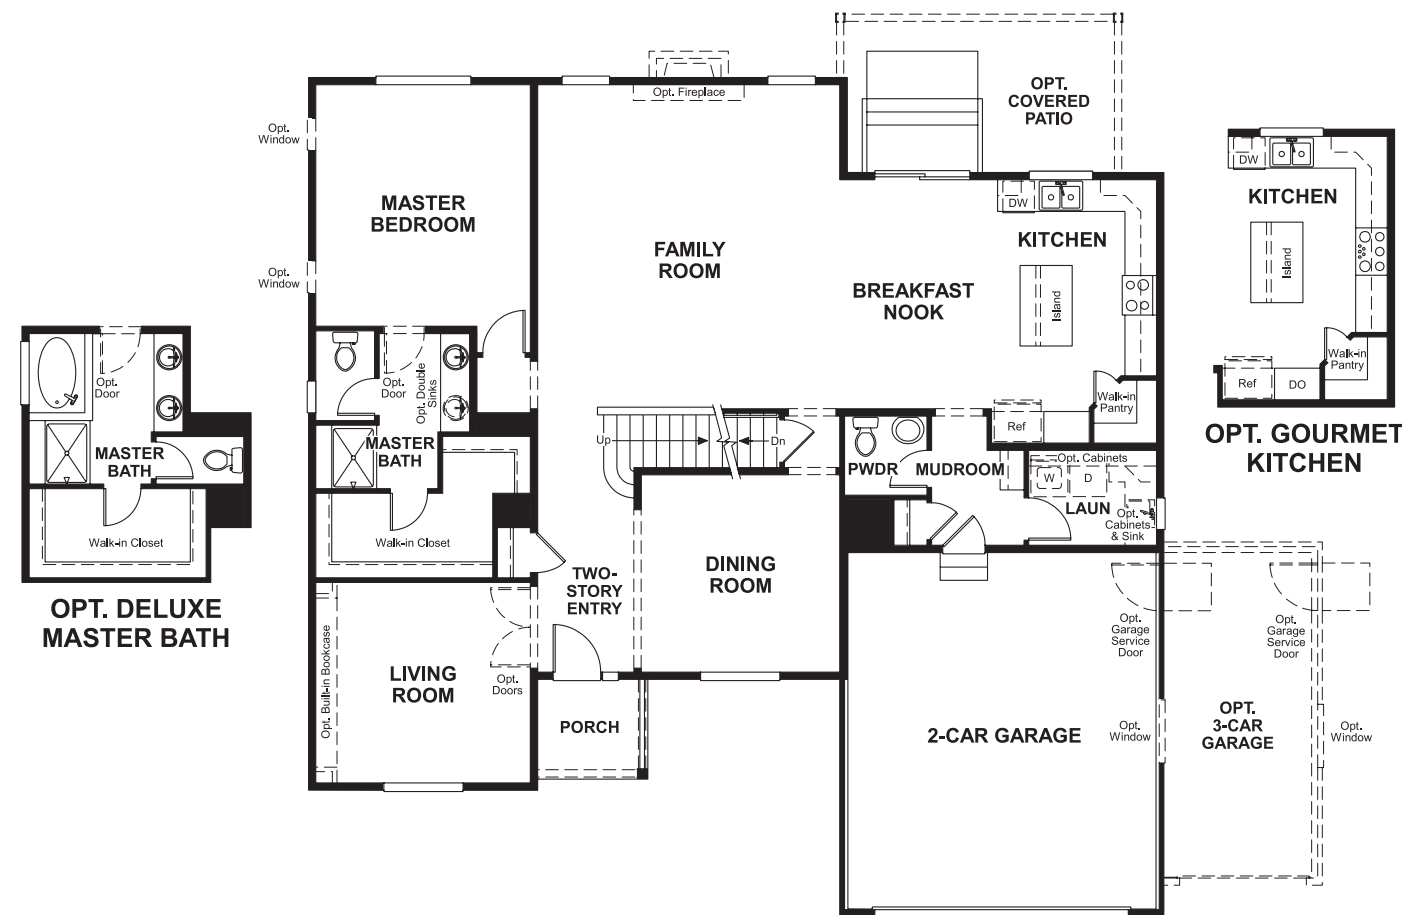 OPT.
COVERED
PATIO
Opt. Fireplace
Opt.
Window
MASTER
BEDROOM
Opt.
Window
FAMILY
ROOM
BREAKFAST
NOOK
DW
KITCHEN
Island
Walk-in
Pantry
Ref
DW
KITCHEN
Island
Walk-in
Pantry
Ref
DO
OPT. GOURMET
KITCHEN
Opt.
Door
MASTER
BATH
Walk-in Closet
OPT. DELUXE
MASTER BATH
Opt.
Door
Opt. Double
Sinks
MASTER
BATH
Walk-in Closet
Up
Dn
PWDR
MUDROOM
Opt. Cabinets
W
D
LAUN
Opt.
Cabinets
& Sink
TWO-
STORY
ENTRY
DINING
ROOM
Opt. Built-in Bookcase
LIVING
ROOM
Opt.
Doors
PORCH
2-CAR GARAGE
Opt.
Garage
Service
Door
Opt.
Garage
Service
Door
Opt.
Window
OPT.
3-CAR
GARAGE
Opt.
Window